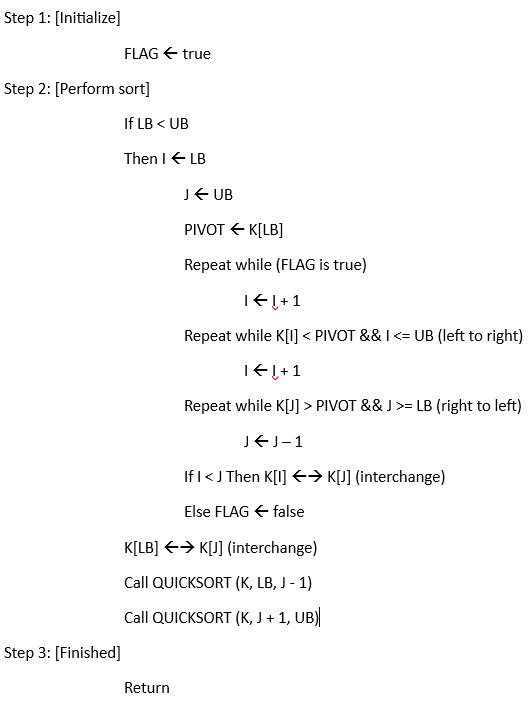 Step 1: [Initialize]
FLAG ← true
Step 2: [Perform sort]
If LB < UB
Then I ← LB
J ← UB
PIVOT ← K[LB]
Repeat while (FLAG is true)
I ← I + 1
Repeat while K[I] < PIVOT && I <= UB (left to right)
I ← I + 1
Repeat while K[J] > PIVOT && J >= LB (right to left)
J ← J – 1
If I < J Then K[I] ←→ K[J] (interchange)
Else FLAG ← false
K[LB] ←→ K[J] (interchange)
Call QUICKSORT (K, LB, J - 1)
Call QUICKSORT (K, J + 1, UB)
Step 3: [Finished]
Return